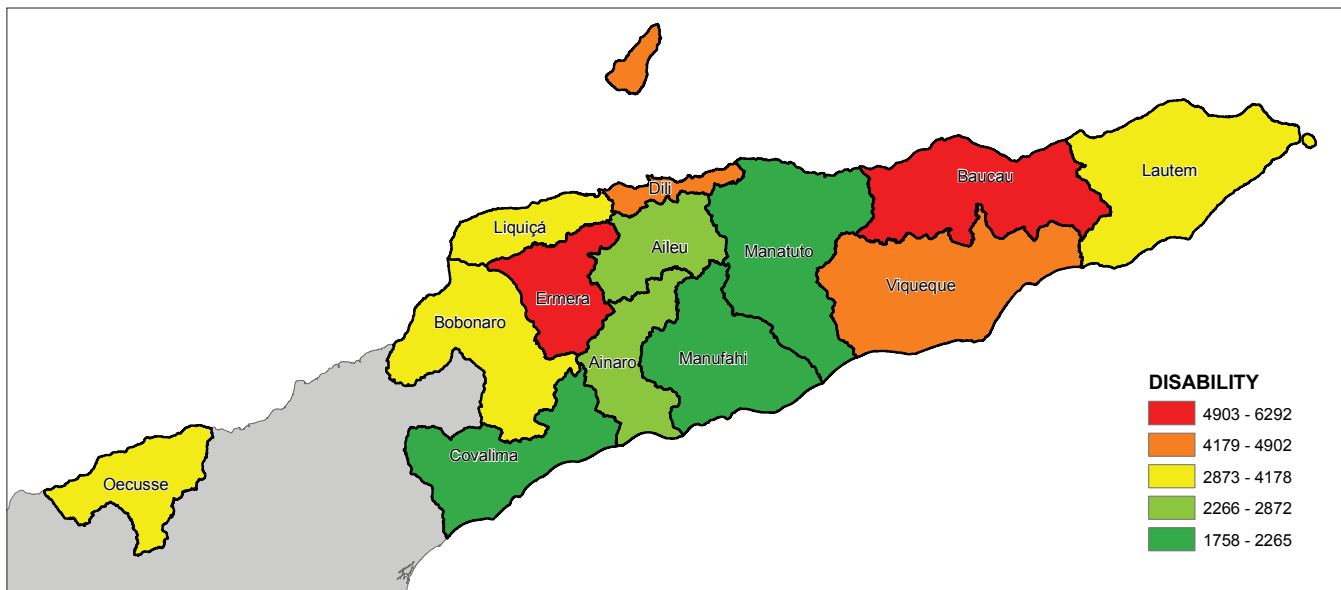 Dili
Baucau
Lautem
Liquiçá
Aileu
Manatuto
Viqueque
Ermera
Bobonaro
Ainaro
Manufahi
Covalima
Oecusse
DISABILITY
4903 - 6292
4179 - 4902
2873 - 4178
2266 - 2872
1758 - 2265